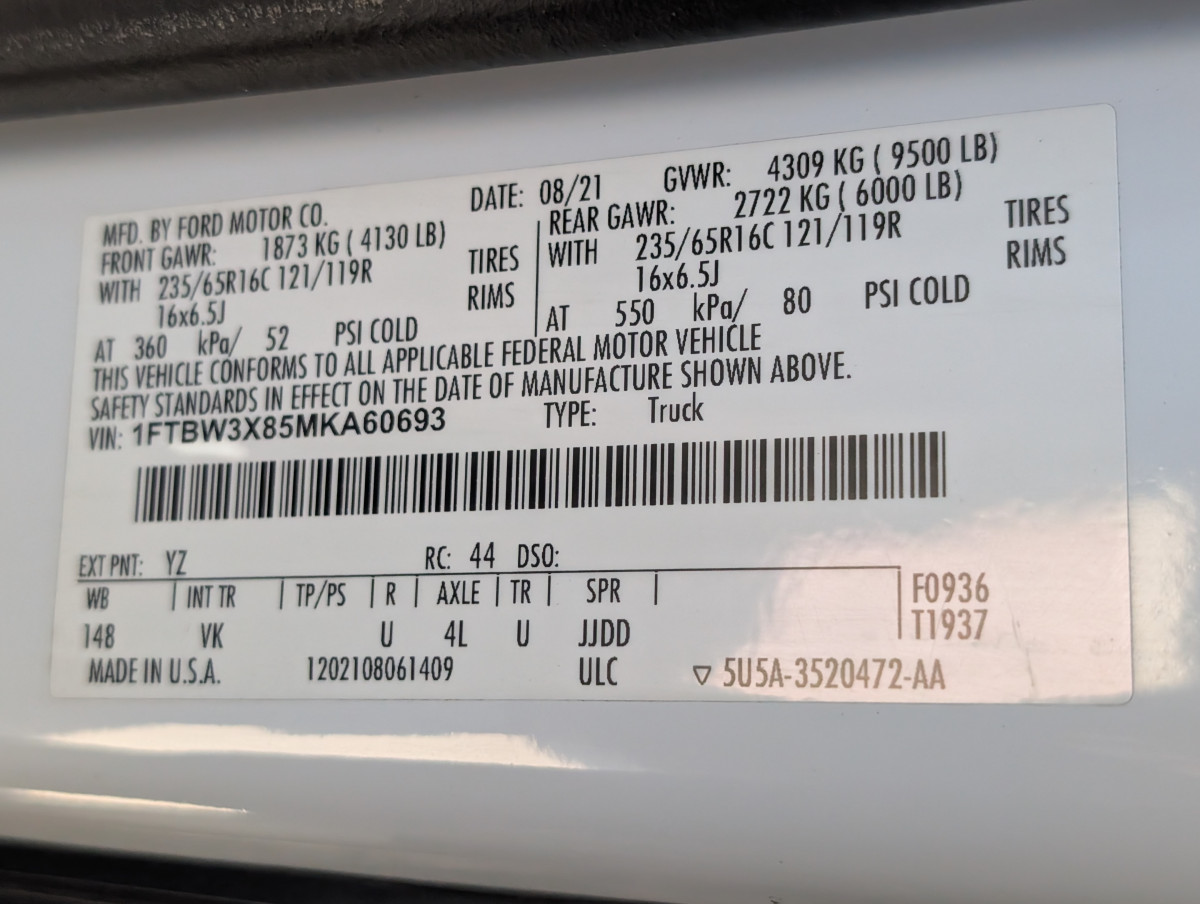 MFD. BY FORD MOTOR CO. DATE: 08/21 GVWR: 4309 KG ( 9500 LB)
FRONT GAWR: 1873 KG ( 4130 LB) REAR GAWR: 2722 KG ( 6000 LB)
WITH 235/65R16C 121/119R TIRES WITH 235/65R16C 121/119R TIRES
16x6.5J RIMS 16x6.5J RIMS
AT 360 kPa/ 52 PSI COLD AT 550 kPa/ 80 PSI COLD
THIS VEHICLE CONFORMS TO ALL APPLICABLE FEDERAL MOTOR VEHICLE
SAFETY STANDARDS IN EFFECT ON THE DATE OF MANUFACTURE SHOWN ABOVE.
VIN: 1FTBW3X85MKA60693 TYPE: Truck
EXT PNT: YZ RC: 44 DSO:
WB | INT TR | TP/PS | R | AXLE | TR | SPR | F0936
148 VK U 4L U JJDD T1937
MADE IN U.S.A. 1202108061409 ULC ▽ 5U5A-3520472-AA